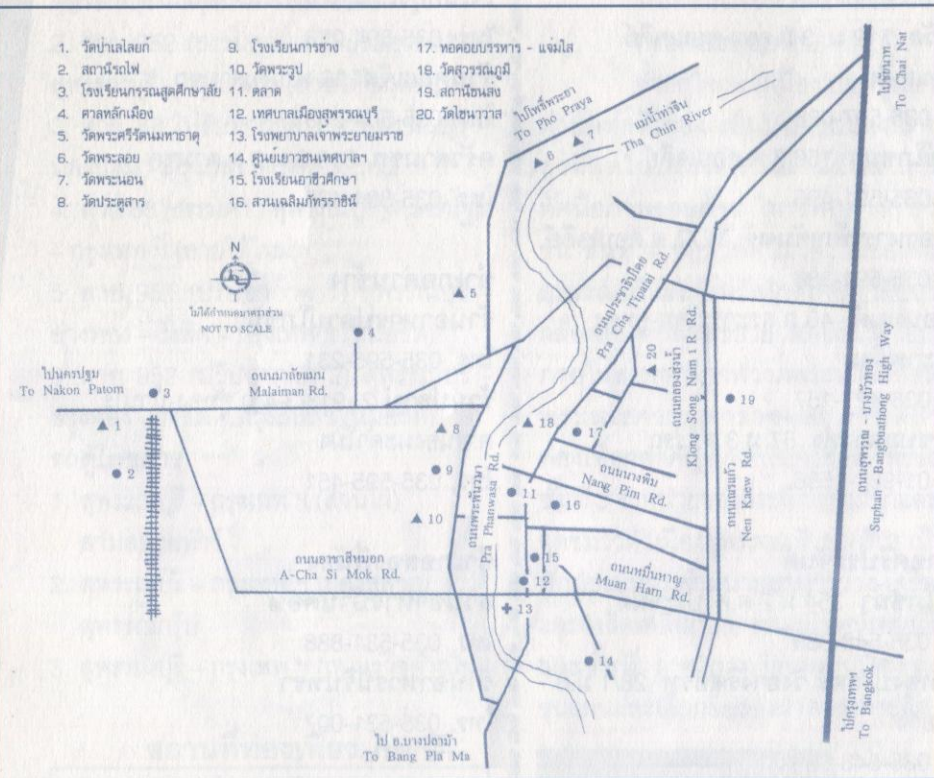 1. วัดป่าเลไลยก์
2. สถานีรถไฟ
3. โรงเรียนกรรณสูตศึกษาลัย
4. ศาลหลักเมือง
5. วัดพระศรีรัตนมหาธาตุ
6. วัดพระลอย
7. วัดพระนอน
8. วัดประตูสาร
9. โรงเรียนการช่าง
10. วัดพระรูป
11. ตลาด
12. เทศบาลเมืองสุพรรณบุรี
13. โรงพยาบาลเจ้าพระยายมราช
14. ศูนย์เยาวชนเทศบาลฯ
15. โรงเรียนอาชีวศึกษา
16. สวนเฉลิมภัทรราชินี
17. หอคอยบรรหาร - แจ่มใส
18. วัดสุวรรณภูมิ
19. สถานีขนส่ง
20. วัดไชนาวาส
N
ไม่ได้กำหนดมาตราส่วน
NOT TO SCALE
ไปโพธิ์พระยา
To Pho Praya
แม่น้ำท่าจีน
Tha Chin River
ไปชัยนาท
To Chai Nat
6
7
5
4
ถนนประชาธิปไตย
Pra Cha Tipatai Rd.
20
ถนนคลองสองน้ำ
Klong Song Nam i R Rd.
ไปนครปฐม
To Nakon Patom
3
ถนนมาลัยแมน
Malaiman Rd.
1
2
8
9
10
18
17
19
ถนนนางพิม
Nang Pim Rd.
ถนนเณรแก้ว
Nen Kaew Rd.
ถนนสุพรรณ - บางบัวทอง
Suphan - Bangbuathong High Way
ถนนพระพันวษา
Pra Phanwasa Rd.
11
16
ถนนอาชาสีหมอก
A-Cha Si Mok Rd.
15
12
13
ถนนหมื่นหาญ
Muan Harn Rd.
14
ไป อ.บางปลาม้า
To Bang Pla Ma
ไปกรุงเทพฯ
To Bangkok